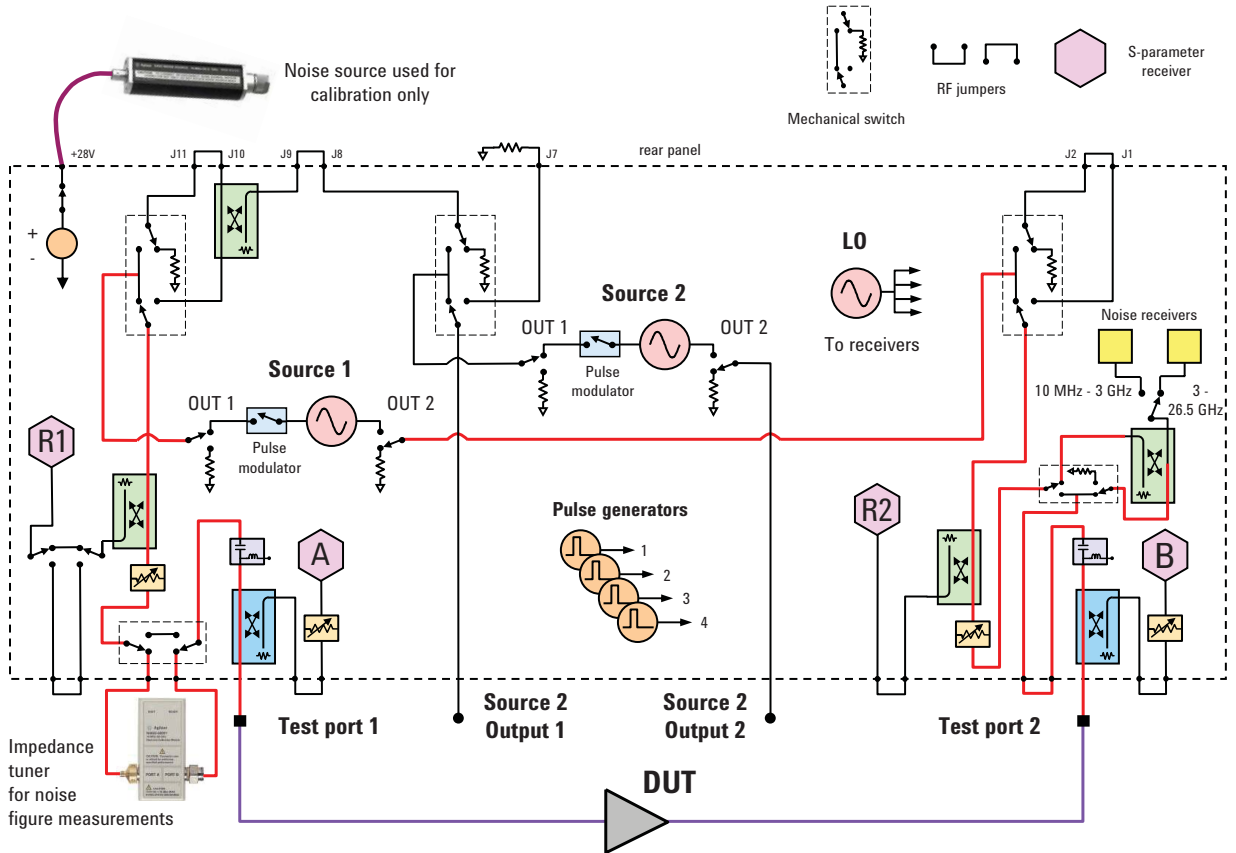 Noise source used for
calibration only
Mechanical switch
RF jumpers
S-parameter
receiver
+28V
J11
J10
J9
J8
J7
rear panel
J2
J1
+
-
LO
To receivers
Source 2
OUT 1
OUT 2
Pulse
modulator
Source 1
OUT 1
OUT 2
Pulse
modulator
Noise receivers
10 MHz - 3 GHz
3 -
26.5 GHz
R1
A
Pulse generators
1
2
3
4
R2
B
Test port 1
Source 2
Output 1
Source 2
Output 2
Test port 2
Impedance
tuner
for noise
figure measurements
Agilent
PORT A
PORT B
DUT